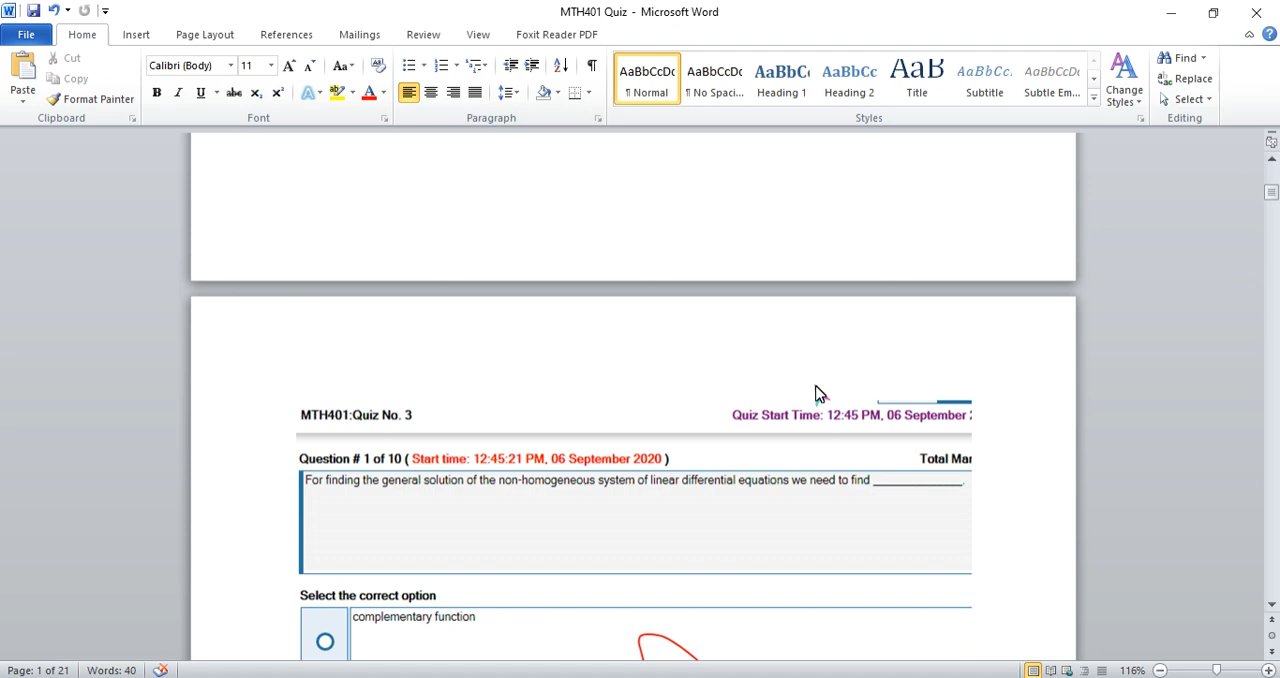 MTH401 Quiz - Microsoft Word
File Home Insert Page Layout References Mailings Review View Foxit Reader PDF
Paste
Cut
Copy
Format Painter
Clipboard
Calibri (Body) 11
Font
Paragraph
AaBbCcDc AaBbCcDc AaBbC AaBbCc AaB AaBbCc. AaBbCcDt
¶ Normal ¶ No Spaci... Heading 1 Heading 2 Title Subtitle Subtle Em...
Change
Styles
Styles
Find
Replace
Select
Editing
MTH401:Quiz No. 3
Quiz Start Time: 12:45 PM, 06 September
Question # 1 of 10 ( Start time: 12:45:21 PM, 06 September 2020 )
Total Mar
For finding the general solution of the non-homogeneous system of linear differential equations we need to find _______________.
Select the correct option
complementary function
Page: 1 of 21 Words: 40
116%